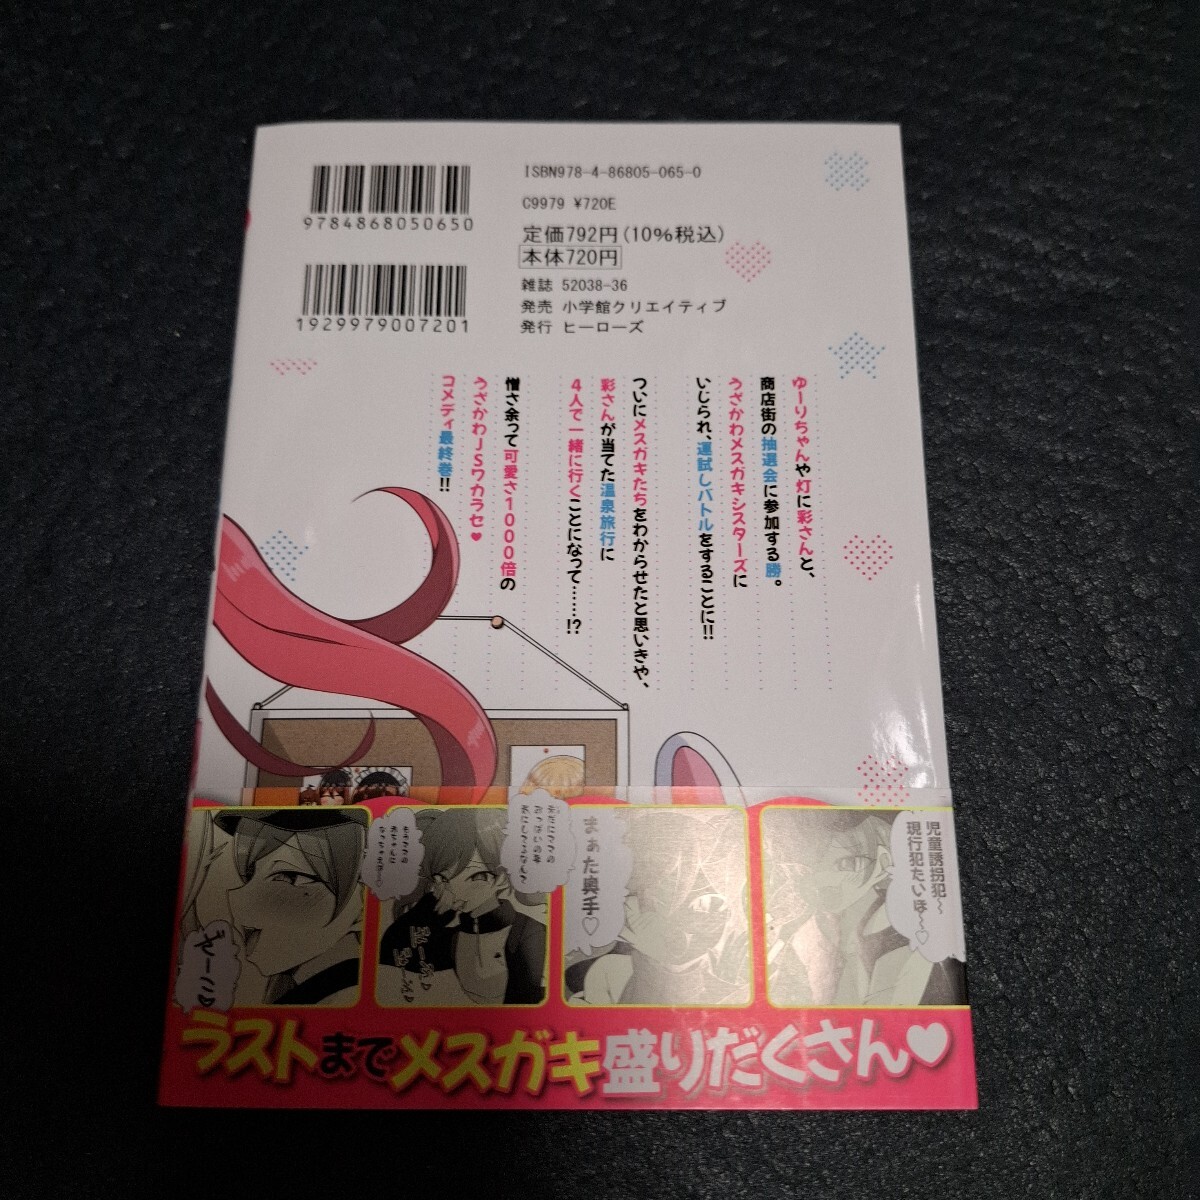 ISBN978-4-86805-065-0
C9979 ¥720E
定価792円(10%税込)
本体720円
雑誌 52038-36
発売 小学館クリエイティブ
発行 ヒーローズ
9784868050650
1929979007201
ゆーりちゃんや灯に彩さんと、
商店街の抽選会に参加する勝。
うざかわメスガキシスターズに
いじられ、運試しバトルをすることに!!
ついにメスガキたちをわからせたと思いきや、
彩さんが当てた温泉旅行に
4人で一緒に行くことになって……!?
憎さ余って可愛さ1000倍の
うざかわJSワカラセ♥
コメディ最終巻!!
児童誘拐犯~
現行犯たいほ~♡
まぁた奥手♡
ラストまでメスガキ盛りだくさん♥